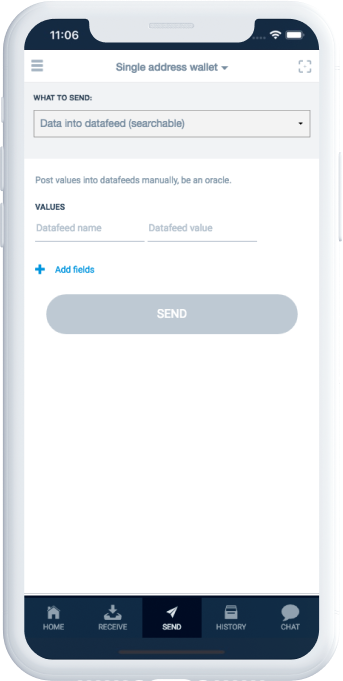 11:06
Single address wallet
WHAT TO SEND:
Data into datafeed (searchable)
Post values into datafeeds manually, be an oracle.
VALUES
Datafeed name Datafeed value
Add fields
SEND
HOME RECEIVE SEND HISTORY CHAT